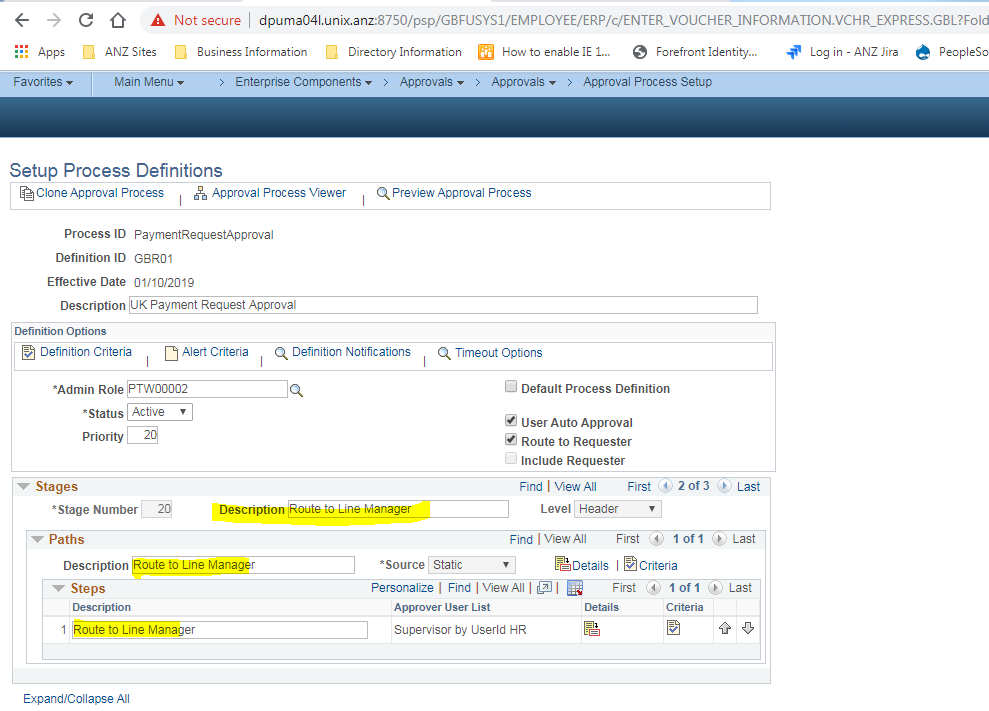 Not secure | dpuma04l.unix.anz:8750/psp/GBFUSYS1/EMPLOYEE/ERP/c/ENTER_VOUCHER_INFORMATION.VCHR_EXPRESS.GBL?Fold
Apps ANZ Sites Business Information Directory Information How to enable IE 1... Forefront Identity... Log in - ANZ Jira PeopleSo
Favorites Main Menu > Enterprise Components > Approvals > Approvals > Approval Process Setup
Setup Process Definitions
Clone Approval Process | Approval Process Viewer | Preview Approval Process
Process ID PaymentRequestApproval
Definition ID GBR01
Effective Date 01/10/2019
Description UK Payment Request Approval
Definition Options
Definition Criteria | Alert Criteria | Definition Notifications | Timeout Options
*Admin Role PTW00002 Default Process Definition
*Status Active User Auto Approval
Priority 20 Route to Requester
Include Requester
Stages Find | View All First 2 of 3 Last
*Stage Number 20 Description Route to Line Manager Level Header
Paths Find | View All First 1 of 1 Last
Description Route to Line Manager *Source Static Details | Criteria
Steps Personalize | Find | View All | First 1 of 1 Last
Description Approver User List Details Criteria
1 Route to Line Manager Supervisor by UserId HR
Expand/Collapse All